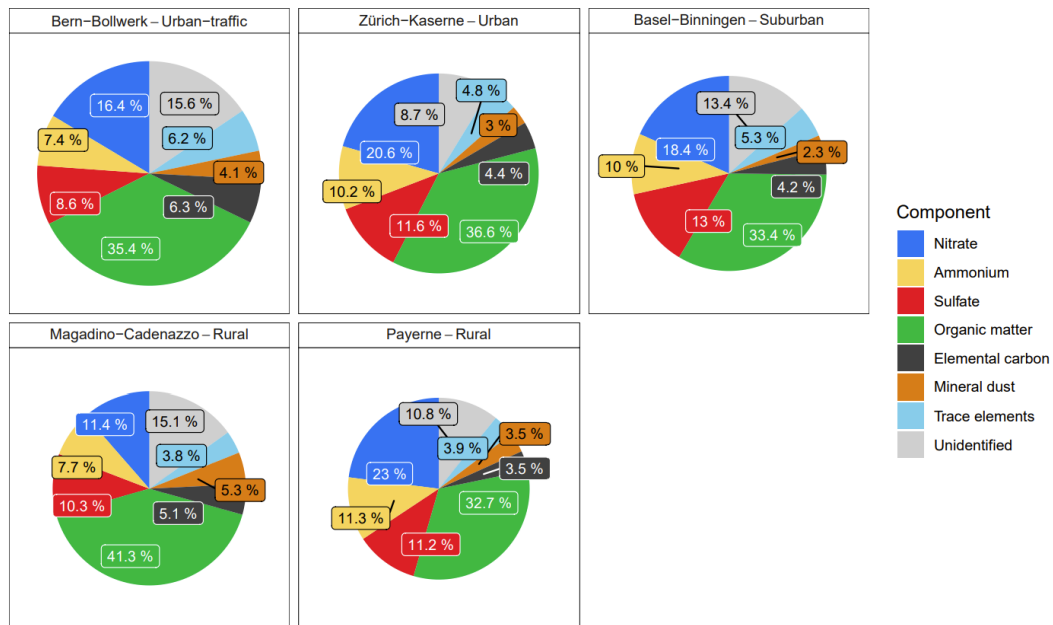 Bern−Bollwerk – Urban−traffic
15.6 %
6.2 %
4.1 %
6.3 %
35.4 %
8.6 %
7.4 %
16.4 %
Zürich−Kaserne – Urban
8.7 %
4.8 %
3 %
4.4 %
36.6 %
11.6 %
10.2 %
20.6 %
Basel−Binningen – Suburban
13.4 %
5.3 %
2.3 %
4.2 %
33.4 %
13 %
10 %
18.4 %
Magadino−Cadenazzo – Rural
15.1 %
3.8 %
5.3 %
5.1 %
41.3 %
10.3 %
7.7 %
11.4 %
Payerne – Rural
10.8 %
3.9 %
3.5 %
3.5 %
32.7 %
11.2 %
11.3 %
23 %
Component
Nitrate
Ammonium
Sulfate
Organic matter
Elemental carbon
Mineral dust
Trace elements
Unidentified